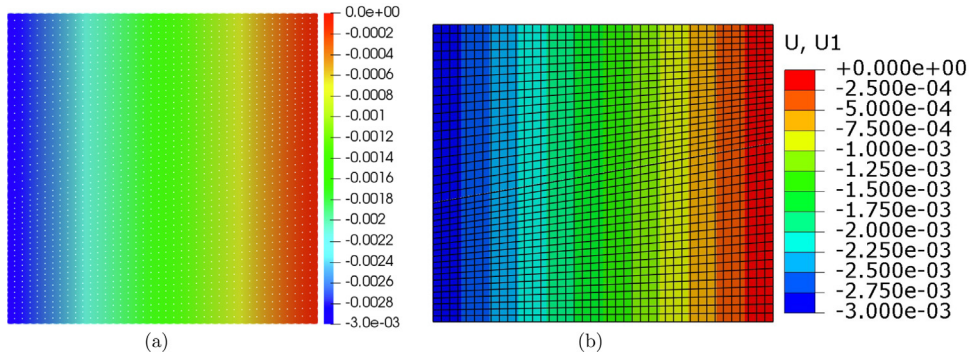 0.0e+00
-0.0002
-0.0004
-0.0006
-0.0008
-0.001
-0.0012
-0.0014
-0.0016
-0.0018
-0.002
-0.0022
-0.0024
-0.0026
-0.0028
-3.0e-03
(a)
U, U1
+0.000e+00
-2.500e-04
-5.000e-04
-7.500e-04
-1.000e-03
-1.250e-03
-1.500e-03
-1.750e-03
-2.000e-03
-2.250e-03
-2.500e-03
-2.750e-03
-3.000e-03
(b)